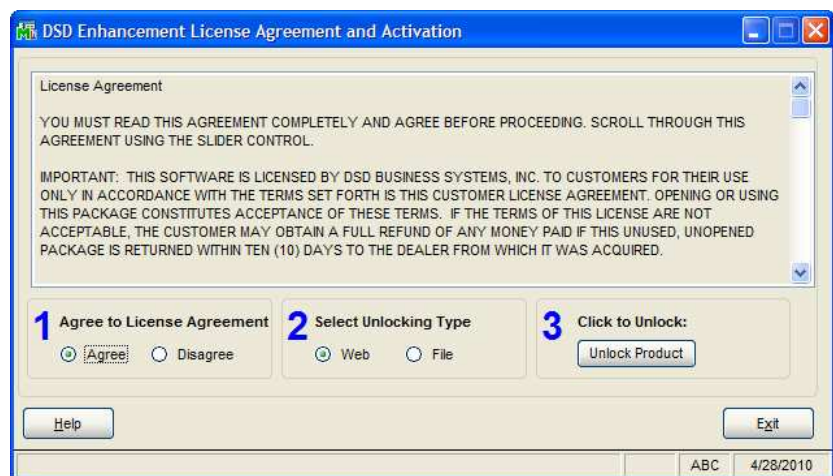 DSD Enhancement License Agreement and Activation
License Agreement
YOU MUST READ THIS AGREEMENT COMPLETELY AND AGREE BEFORE PROCEEDING. SCROLL THROUGH THIS
AGREEMENT USING THE SLIDER CONTROL.
IMPORTANT: THIS SOFTWARE IS LICENSED BY DSD BUSINESS SYSTEMS, INC. TO CUSTOMERS FOR THEIR USE
ONLY IN ACCORDANCE WITH THE TERMS SET FORTH IS THIS CUSTOMER LICENSE AGREEMENT. OPENING OR USING
THIS PACKAGE CONSTITUTES ACCEPTANCE OF THESE TERMS. IF THE TERMS OF THIS LICENSE ARE NOT
ACCEPTABLE, THE CUSTOMER MAY OBTAIN A FULL REFUND OF ANY MONEY PAID IF THIS UNUSED, UNOPENED
PACKAGE IS RETURNED WITHIN TEN (10) DAYS TO THE DEALER FROM WHICH IT WAS ACQUIRED.
1 Agree to License Agreement
Agree Disagree
2 Select Unlocking Type
Web File
3 Click to Unlock:
Unlock Product
Help
Exit
ABC 4/28/2010